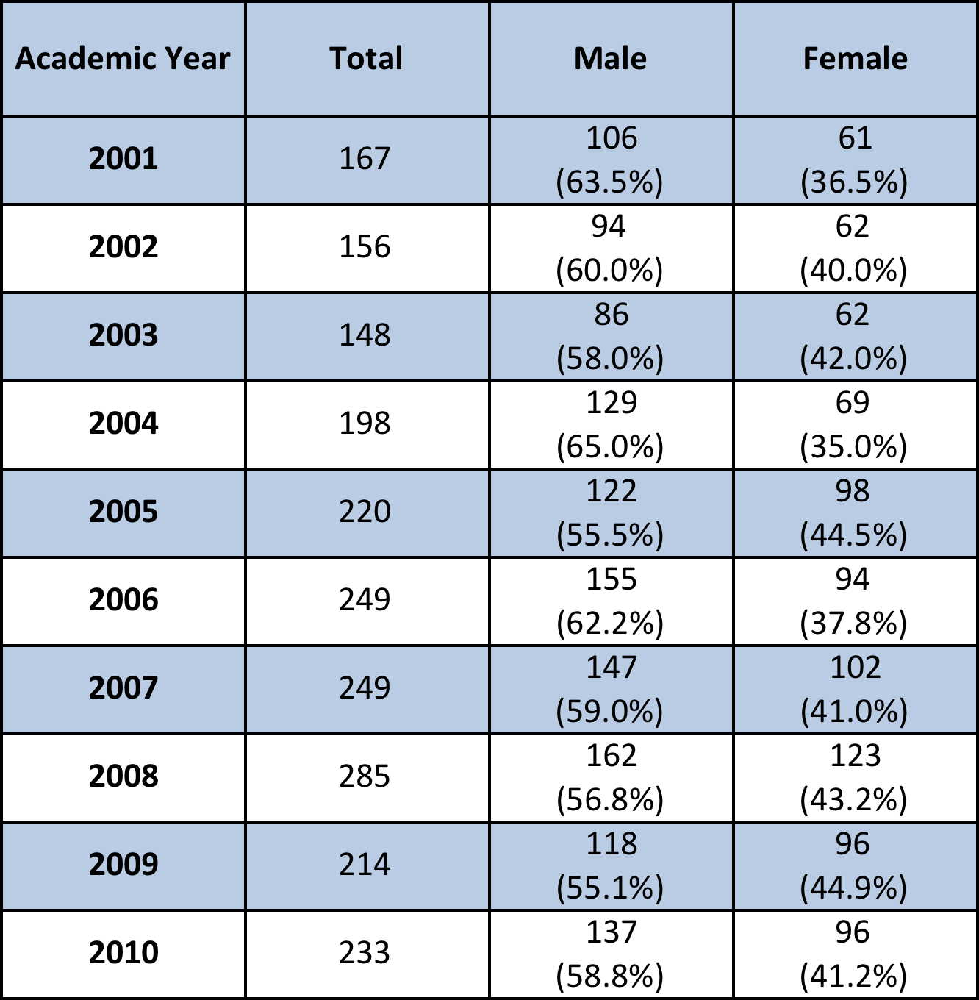 Academic Year Total Male Female
2001 167 106 61
(63.5%) (36.5%)
2002 156 94 62
(60.0%) (40.0%)
2003 148 86 62
(58.0%) (42.0%)
2004 198 129 69
(65.0%) (35.0%)
2005 220 122 98
(55.5%) (44.5%)
2006 249 155 94
(62.2%) (37.8%)
2007 249 147 102
(59.0%) (41.0%)
2008 285 162 123
(56.8%) (43.2%)
2009 214 118 96
(55.1%) (44.9%)
2010 233 137 96
(58.8%) (41.2%)